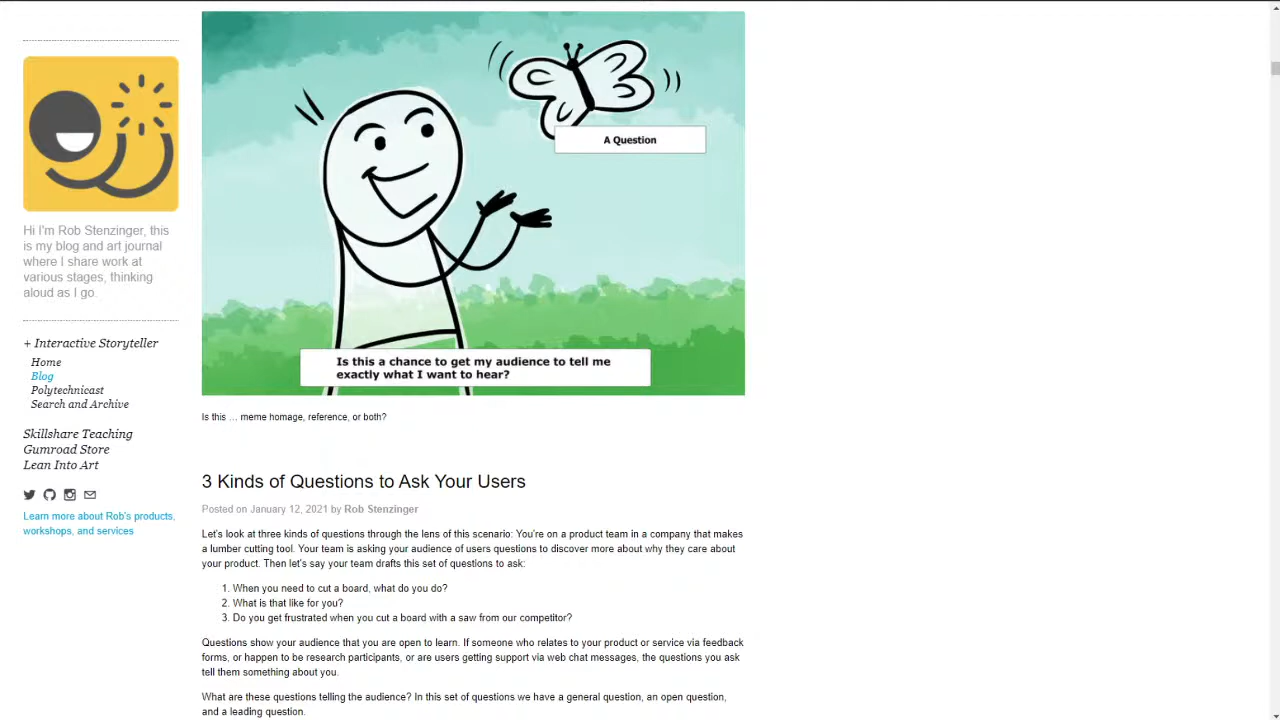 Hi I'm Rob Stenzinger, this
is my blog and art journal
where I share work at
various stages, thinking
aloud as I go.
+ Interactive Storyteller
Home
Blog
Polytechnicast
Search and Archive
Skillshare Teaching
Gumroad Store
Lean Into Art
Learn more about Rob's products,
workshops, and services
A Question
Is this a chance to get my audience to tell me
exactly what I want to hear?
Is this ... meme homage, reference, or both?
3 Kinds of Questions to Ask Your Users
Posted on January 12, 2021 by Rob Stenzinger
Let's look at three kinds of questions through the lens of this scenario: You're on a product team in a company that makes
a lumber cutting tool. Your team is asking your audience of users questions to discover more about why they care about
your product. Then let's say your team drafts this set of questions to ask:
1. When you need to cut a board, what do you do?
2. What is that like for you?
3. Do you get frustrated when you cut a board with a saw from our competitor?
Questions show your audience that you are open to learn. If someone who relates to your product or service via feedback
forms, or happen to be research participants, or are users getting support via web chat messages, the questions you ask
tell them something about you.
What are these questions telling the audience? In this set of questions we have a general question, an open question,
and a leading question.